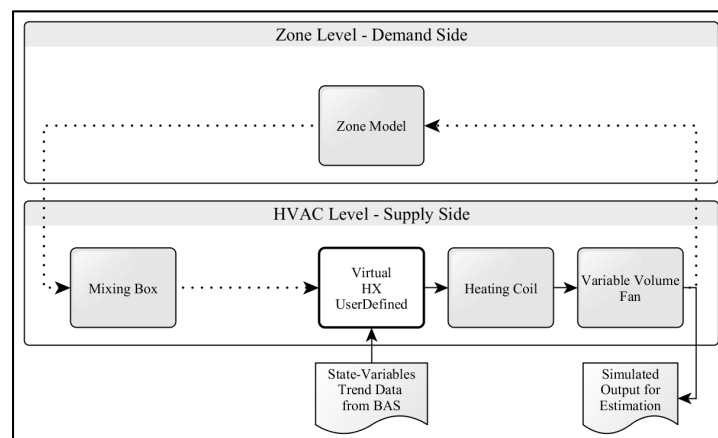 Zone Level - Demand Side
Zone Model
HVAC Level - Supply Side
Mixing Box
Virtual
HX
UserDefined
Heating Coil
Variable Volume
Fan
State-Variables
Trend Data
from BAS
Simulated
Output for
Estimation